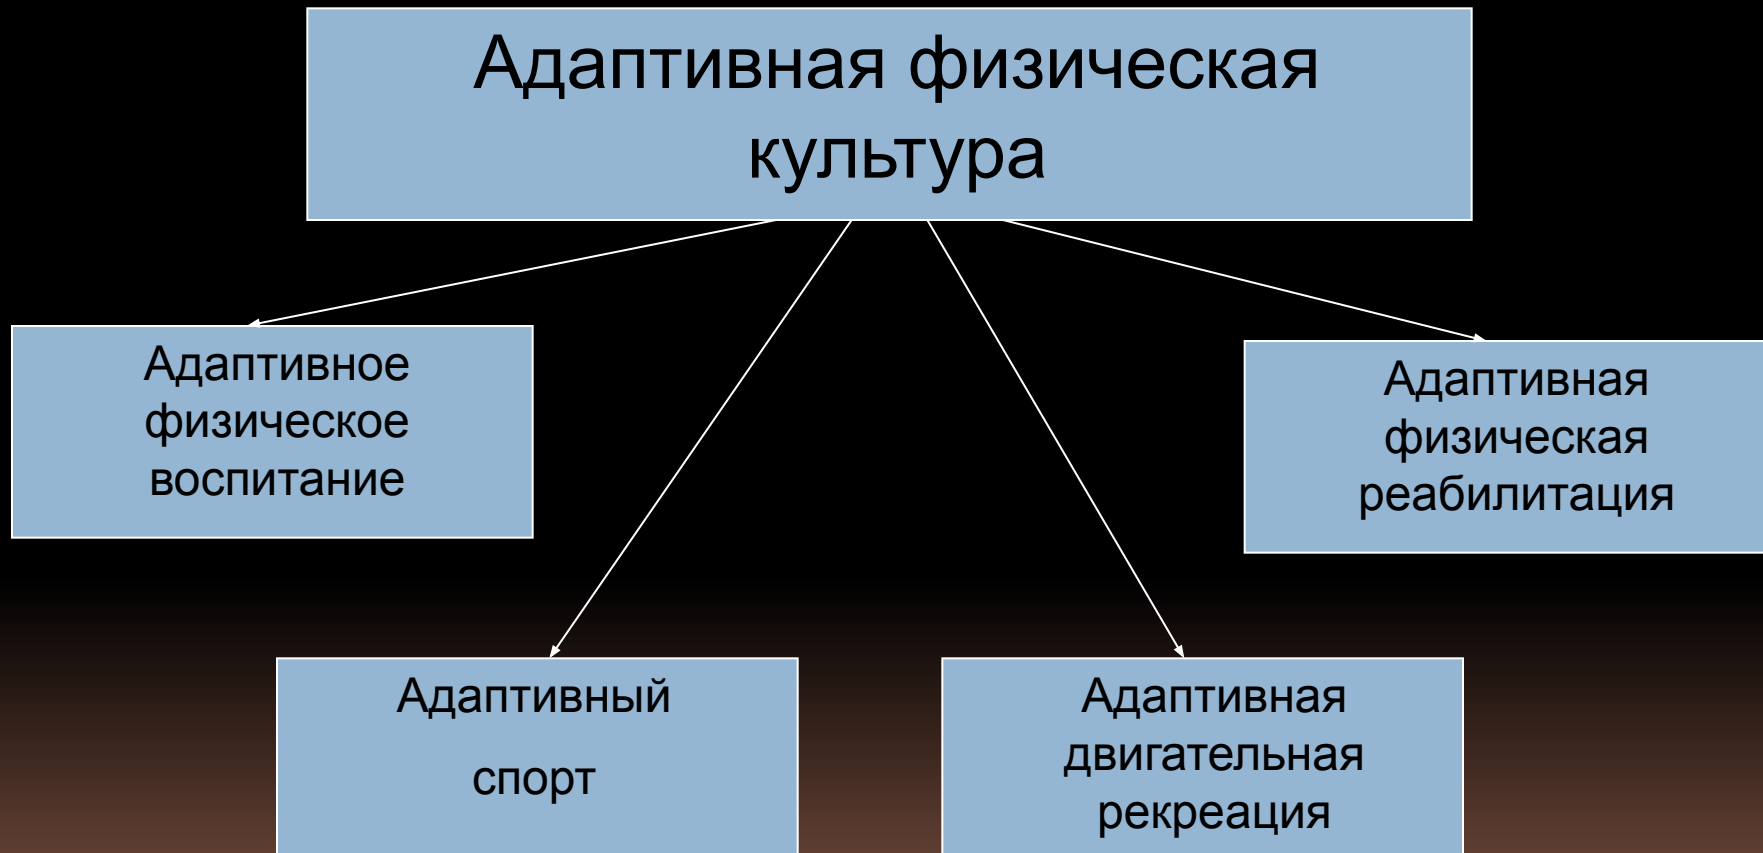 Адаптивная физическая
культура
Адаптивное
физическое
воспитание
Адаптивная
физическая
реабилитация
Адаптивный
спорт
Адаптивная
двигательная
рекреация